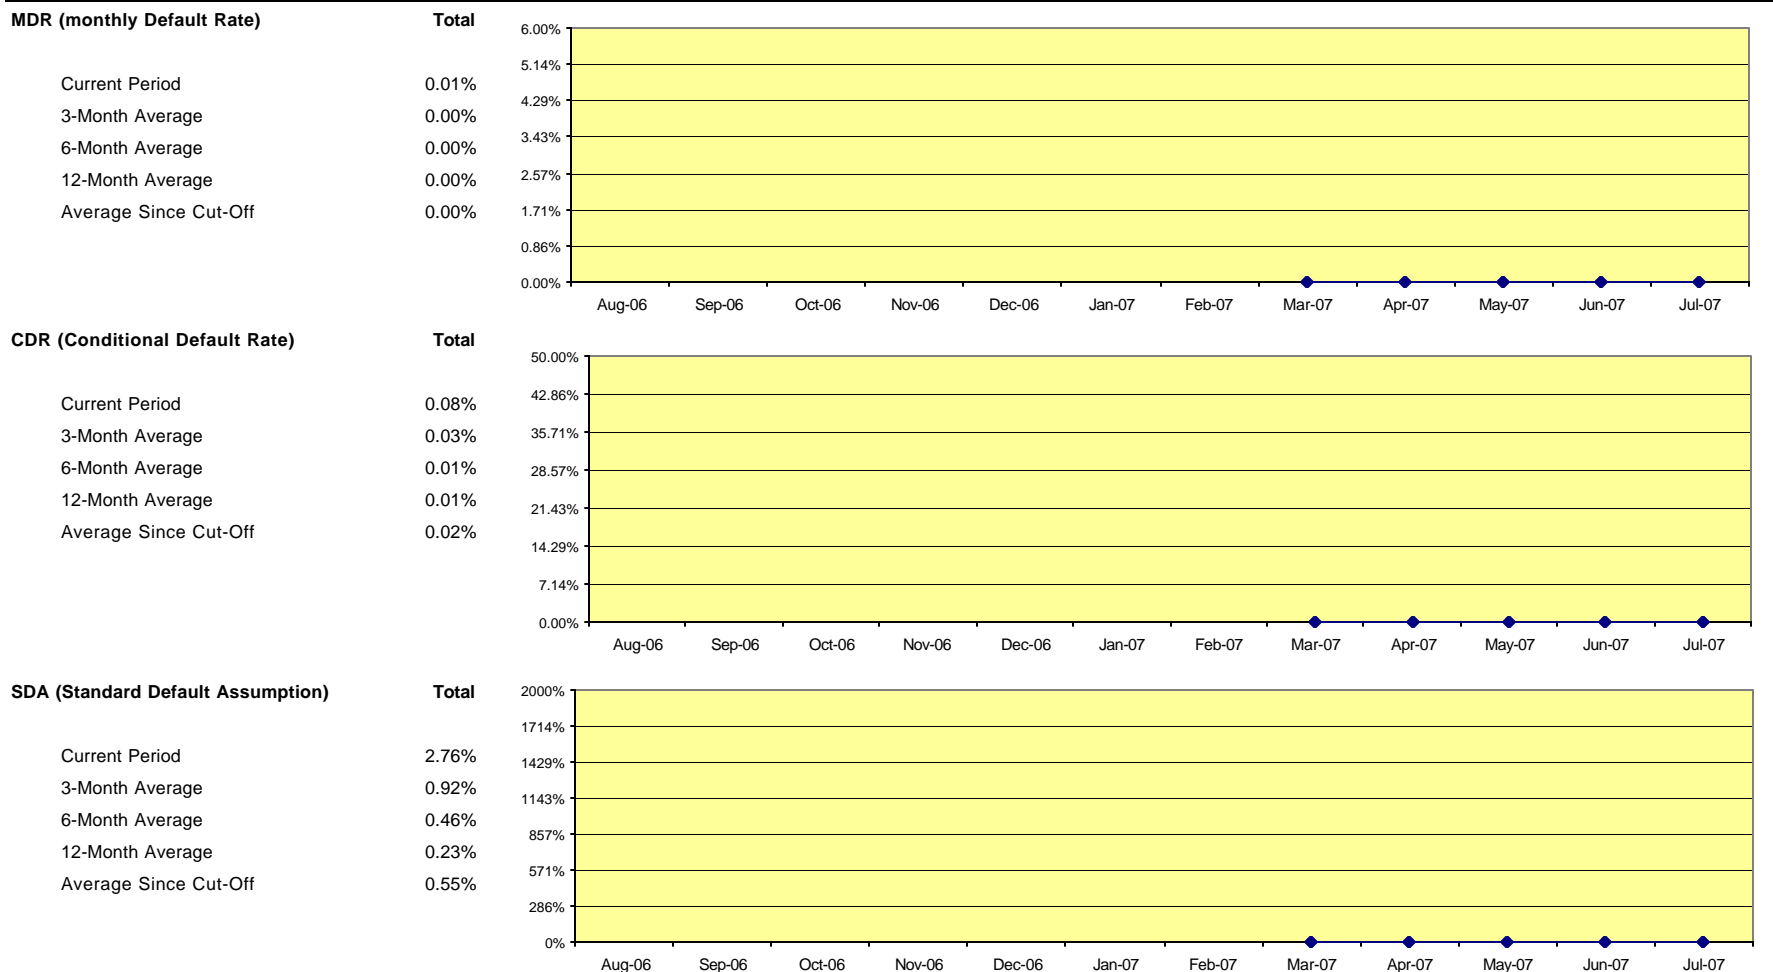 MDR (monthly Default Rate) Total
Current Period 0.01%
3-Month Average 0.00%
6-Month Average 0.00%
12-Month Average 0.00%
Average Since Cut-Off 0.00%
6.00%
5.14%
4.29%
3.43%
2.57%
1.71%
0.86%
0.00%
Aug-06 Sep-06 Oct-06 Nov-06 Dec-06 Jan-07 Feb-07 Mar-07 Apr-07 May-07 Jun-07 Jul-07
CDR (Conditional Default Rate) Total
Current Period 0.08%
3-Month Average 0.03%
6-Month Average 0.01%
12-Month Average 0.01%
Average Since Cut-Off 0.02%
50.00%
42.86%
35.71%
28.57%
21.43%
14.29%
7.14%
0.00%
Aug-06 Sep-06 Oct-06 Nov-06 Dec-06 Jan-07 Feb-07 Mar-07 Apr-07 May-07 Jun-07 Jul-07
SDA (Standard Default Assumption) Total
Current Period 2.76%
3-Month Average 0.92%
6-Month Average 0.46%
12-Month Average 0.23%
Average Since Cut-Off 0.55%
2000%
1714%
1429%
1143%
857%
571%
286%
0%
Aug-06 Sep-06 Oct-06 Nov-06 Dec-06 Jan-07 Feb-07 Mar-07 Apr-07 May-07 Jun-07 Jul-07